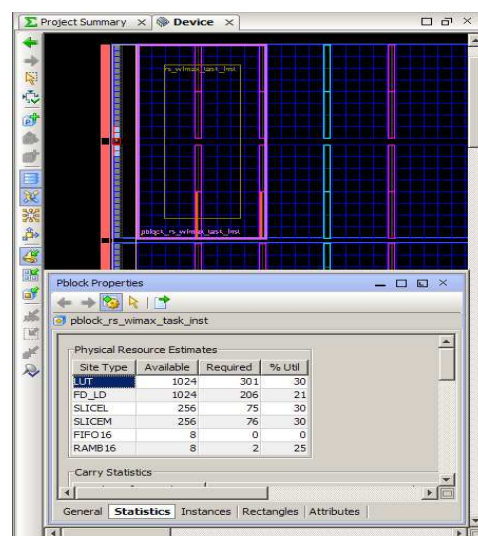 Project Summary × Device ×
rs_wimax_task_inst
pblock_rs_wimax_task_inst
Pblock Properties
pblock_rs_wimax_task_inst
Physical Resource Estimates
Site Type Available Required % Util
LUT 1024 301 30
FD_LD 1024 206 21
SLICEL 256 75 30
SLICEM 256 76 30
FIFO16 8 0 0
RAMB16 8 2 25
Carry Statistics
General Statistics Instances Rectangles Attributes